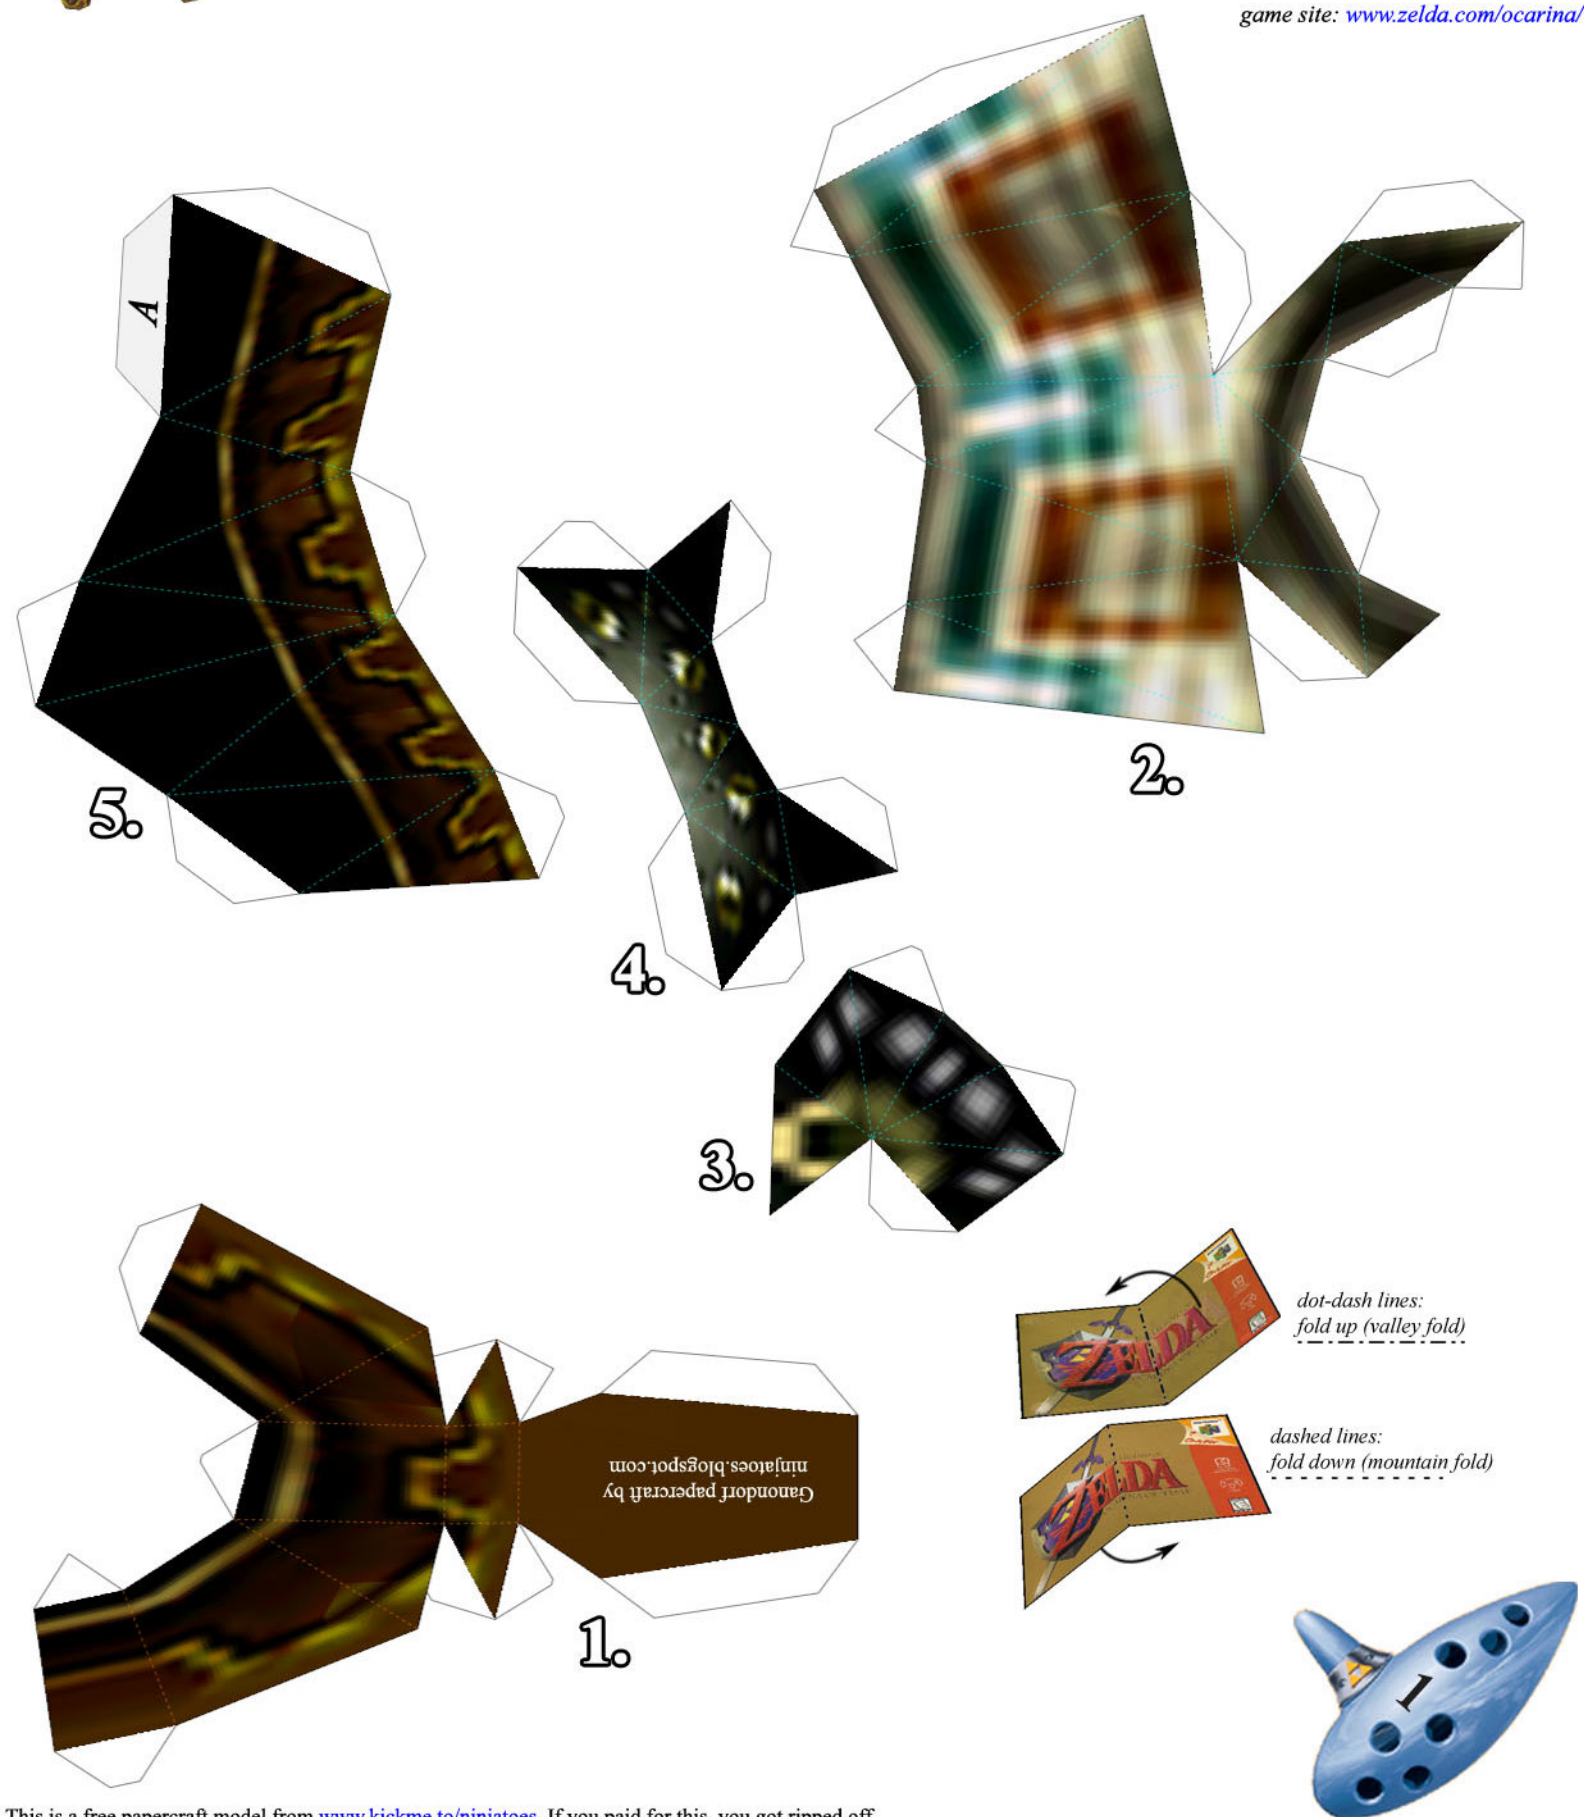 game site: www.zelda.com/ocarina/
A
2.
5.
4.
3.
Ganondorf papercraft by
ninjatoes.blogspot.com
1.
ZELDA
dot-dash lines:
fold up (valley fold)
ZELDA
dashed lines:
fold down (mountain fold)
1
This is a free papercraft model from www.kickme.to/ninjatoes. If you paid for this, you got ripped off